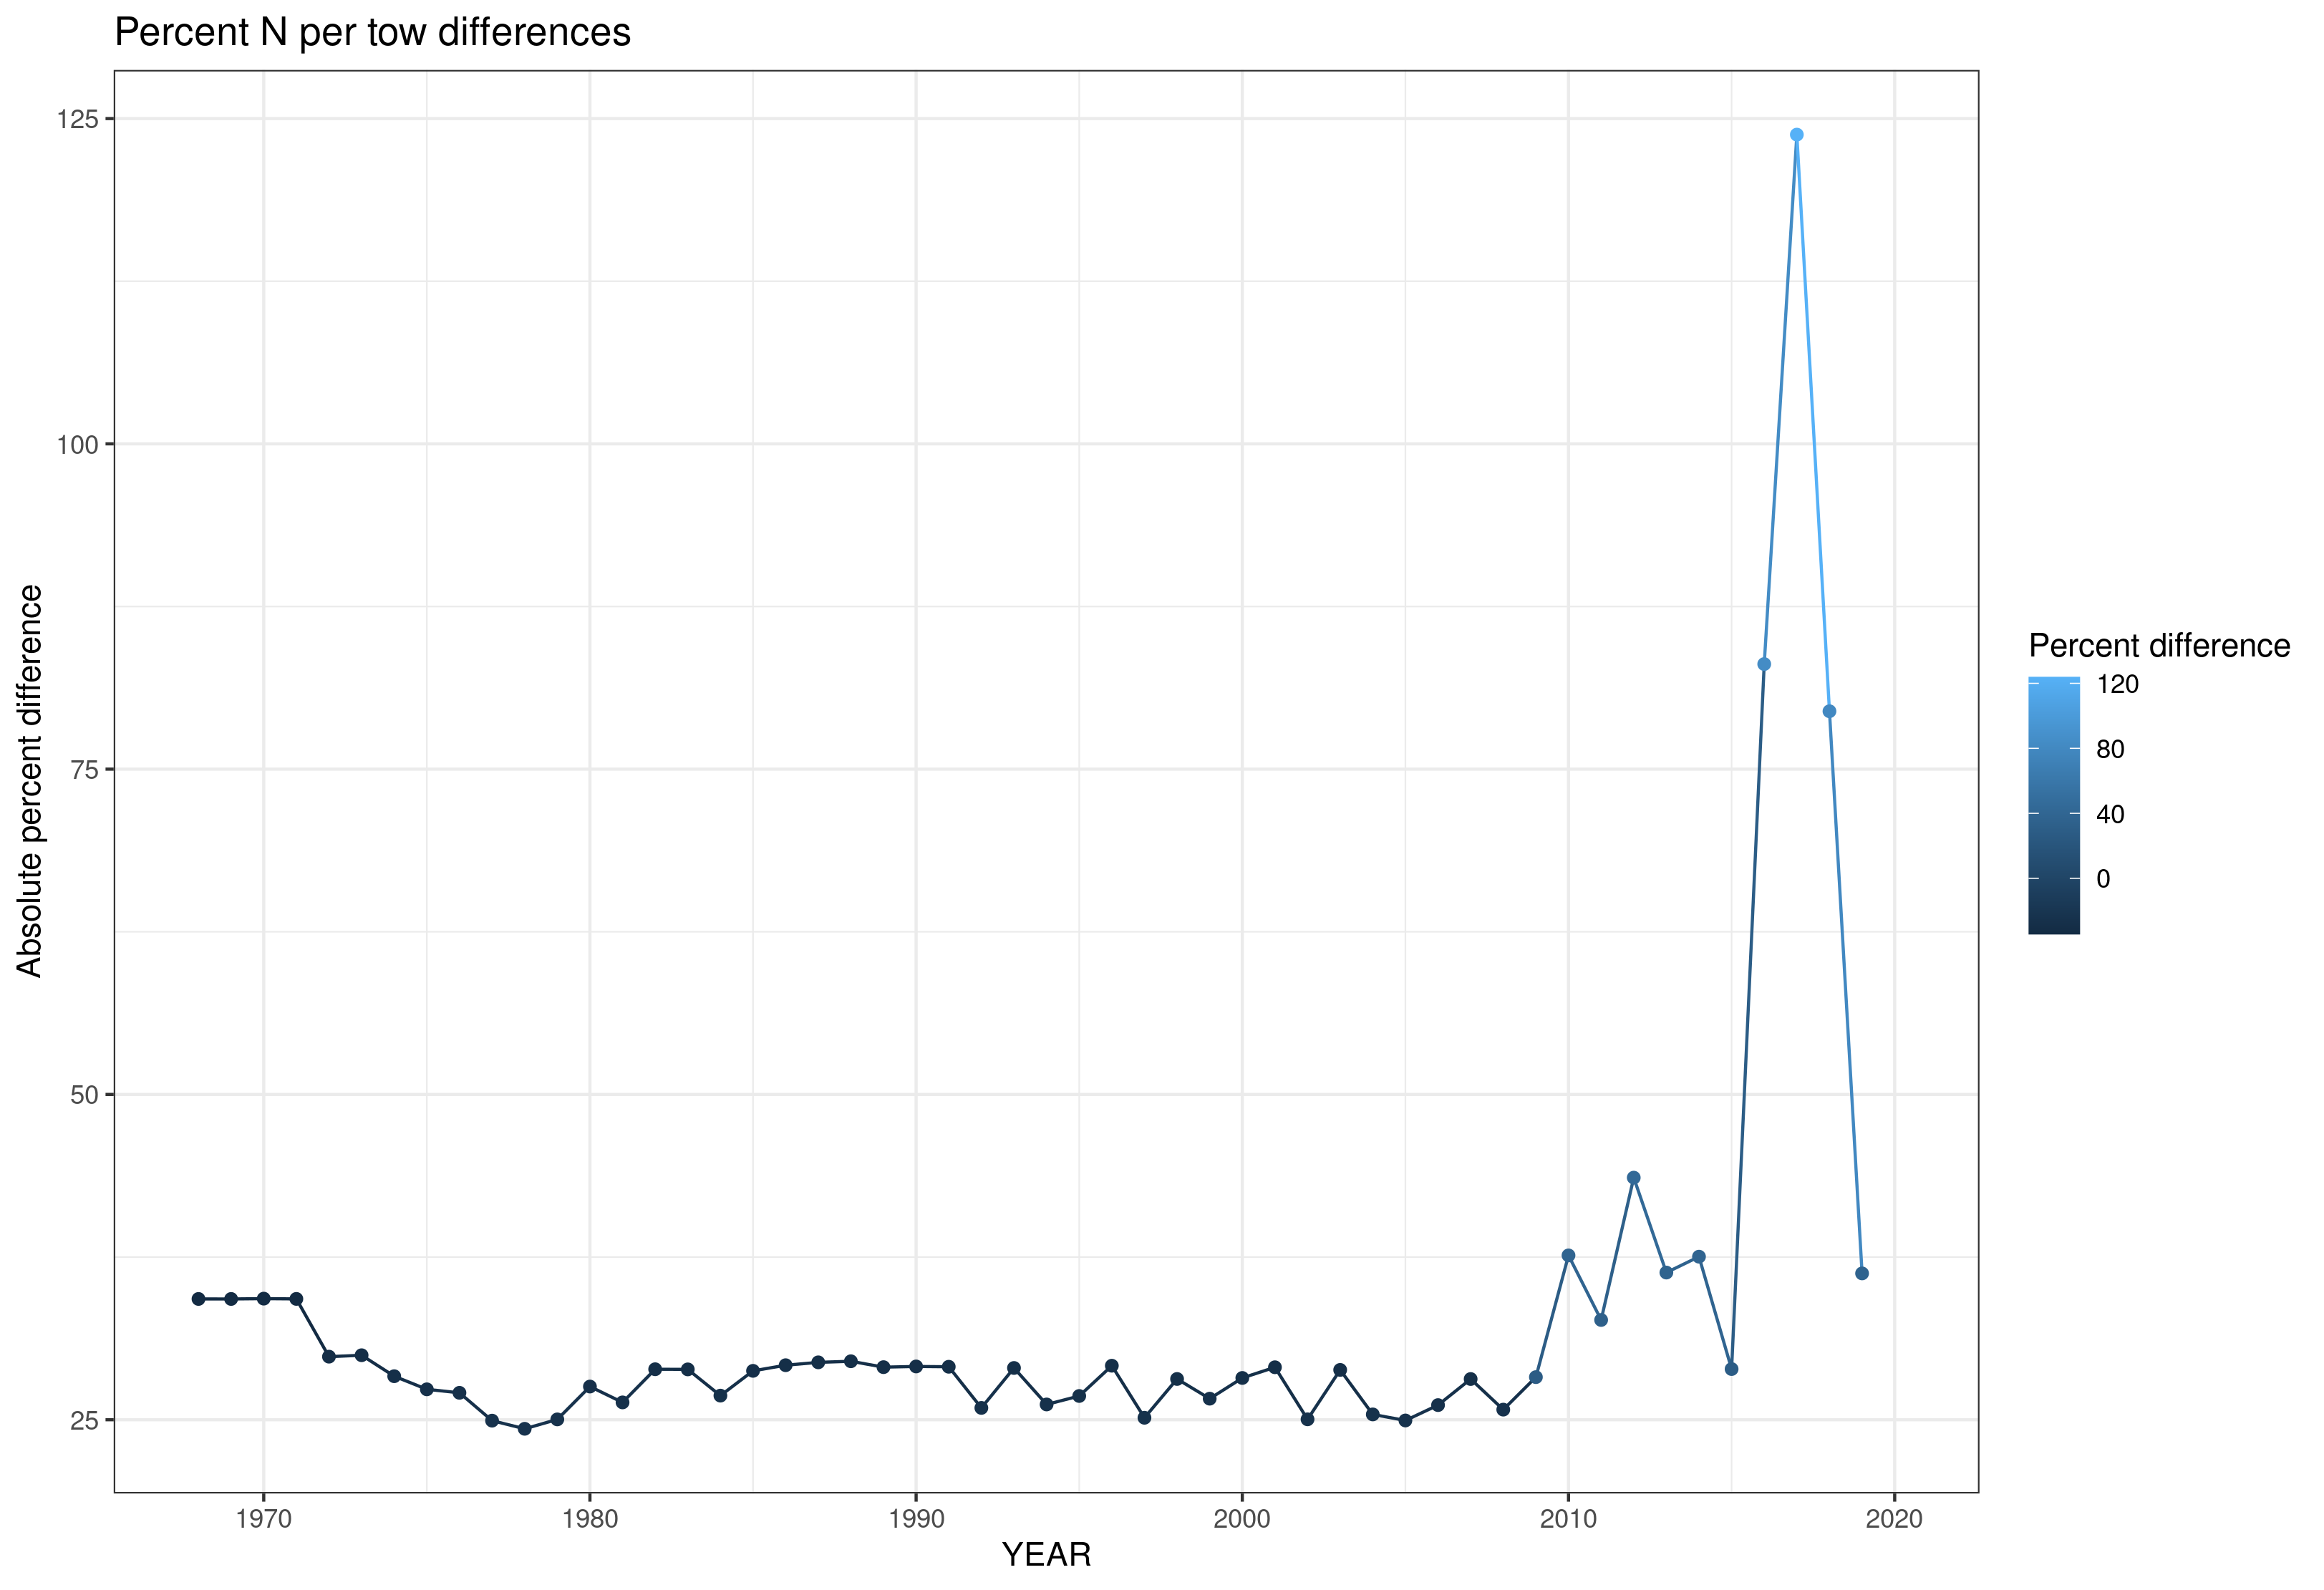 Percent N per tow differences
125
100
75
50
25
Absolute percent difference
1970 1980 1990 2000 2010 2020
YEAR
Percent difference
120
80
40
0